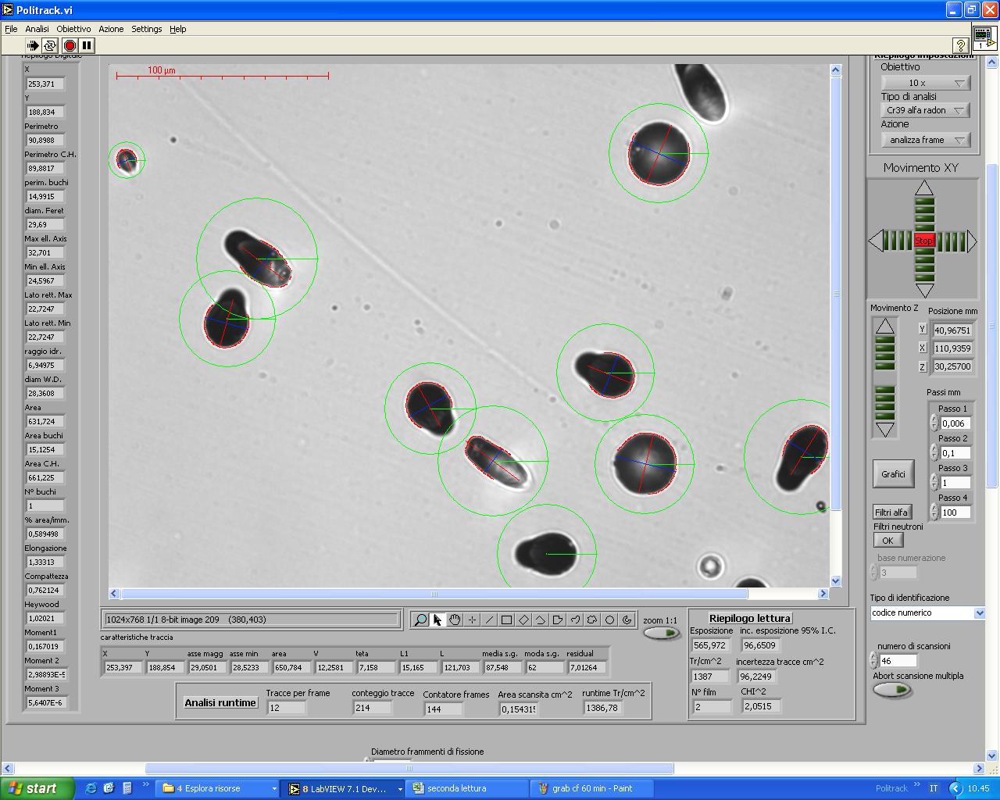 Politrack.vi
File Analisi Obiettivo Azione Settings Help
1
Riepilogo Digitale
X
253,371
Y
188,834
Perimetro
90,8988
Perimetro C.H.
89,8817
perim. buchi
14,9915
diam. Feret
29,69
Max ell. Axis
32,701
Min ell. Axis
24,5967
Lato rett. Max
22,7247
Lato rett. Min
22,7247
raggio idr.
6,94975
diam W.D.
28,3608
Area
631,724
Area buchi
15,1254
Area C.H.
661,225
N° buchi
1
% area/imm.
0,589498
Elongazione
1,33313
Compattezza
0,762124
Heywood
1,02021
Moment1
0,167019
Moment 2
2,98893E-5
Moment 3
5,6407E-6
100 µm
Riepilogo impostazioni
Obiettivo
10 x
Tipo di analisi
Cr39 alfa radon
Azione
analizza frame
Movimento XY
Stop
Movimento Z
Posizione mm
Y 40,96751
X 110,9359
Z 30,25700
Passi mm
Passo 1
0,006
Passo 2
0,1
Passo 3
1
Passo 4
100
Grafici
Filtri alfa
Filtri neutroni
OK
base numerazione
3
Tipo di identificazione
codice numerico
numero di scansioni
46
Abort scansione multipla
1024x768 1/1 8-bit image 209 (380,403)
zoom 1:1
caratteristiche traccia
X Y asse magg asse min area V teta L1 L media s.g. moda s.g. residual
253,397 188,854 29,0501 28,5233 650,784 12,2581 7,158 15,165 121,703 87,548 62 7,01264
Analisi runtime
Tracce per frame
12
conteggio tracce
214
Contatore frames
144
Area scansita cm^2
0,154315
runtime Tr/cm^2
1386,78
Riepilogo lettura
Esposizione inc. esposizione 95% I.C.
565,972 96,6509
Tr/cm^2 incertezza tracce cm^2
1387 96,2249
N° film CHI^2
2 2,0515
Diametro frammenti di fissione
start
4 Esplora risorse
8 LabVIEW 7.1 Dev...
seconda lettura
grab cf 60 min - Paint
Politrack
IT
10.45